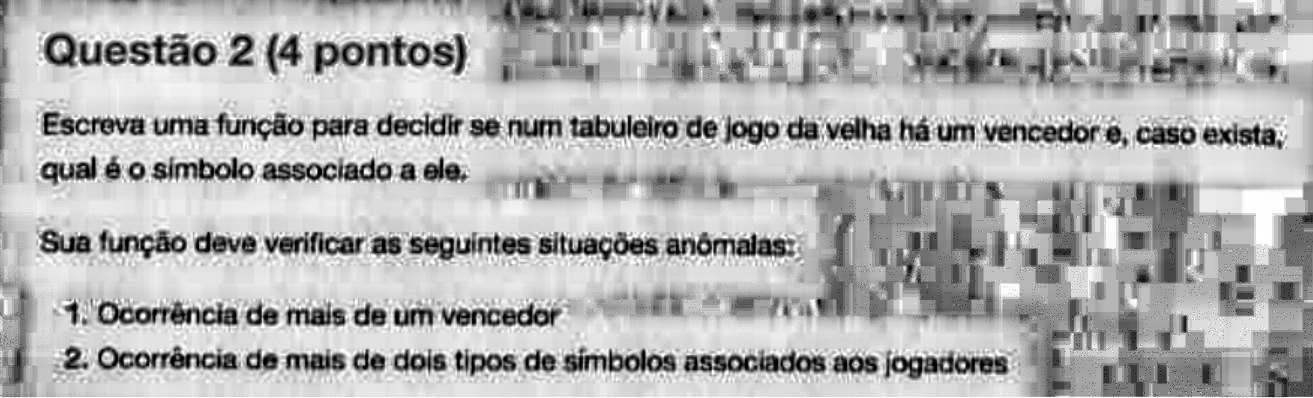 Questão 2 (4 pontos)
Escreva uma função para decidir se num tabuleiro de jogo da velha há um vencedor e, caso exista,
qual é o símbolo associado a ele.
Sua função deve verificar as seguintes situações anômalas:
1. Ocorrência de mais de um vencedor
2. Ocorrência de mais de dois tipos de símbolos associados aos jogadores